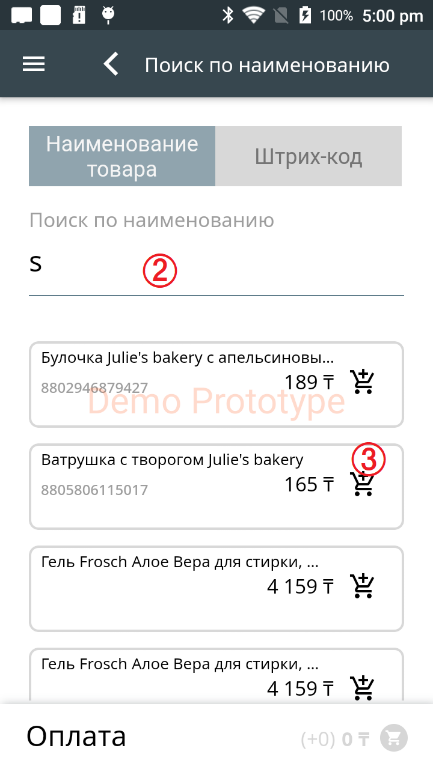 100% 5:00 pm
Поиск по наименованию
Наименование
товара
Штрих-код
Поиск по наименованию
s
②
Булочка Julie's bakery с апельсиновы...
8802946879427
189 ₸
Demo Prototype
③
Ватрушка с творогом Julie's bakery
8805806115017
165 ₸
Гель Frosch Алое Вера для стирки, ...
4 159 ₸
Гель Frosch Алое Вера для стирки, ...
4 159 ₸
Оплата
(+0) 0 ₸